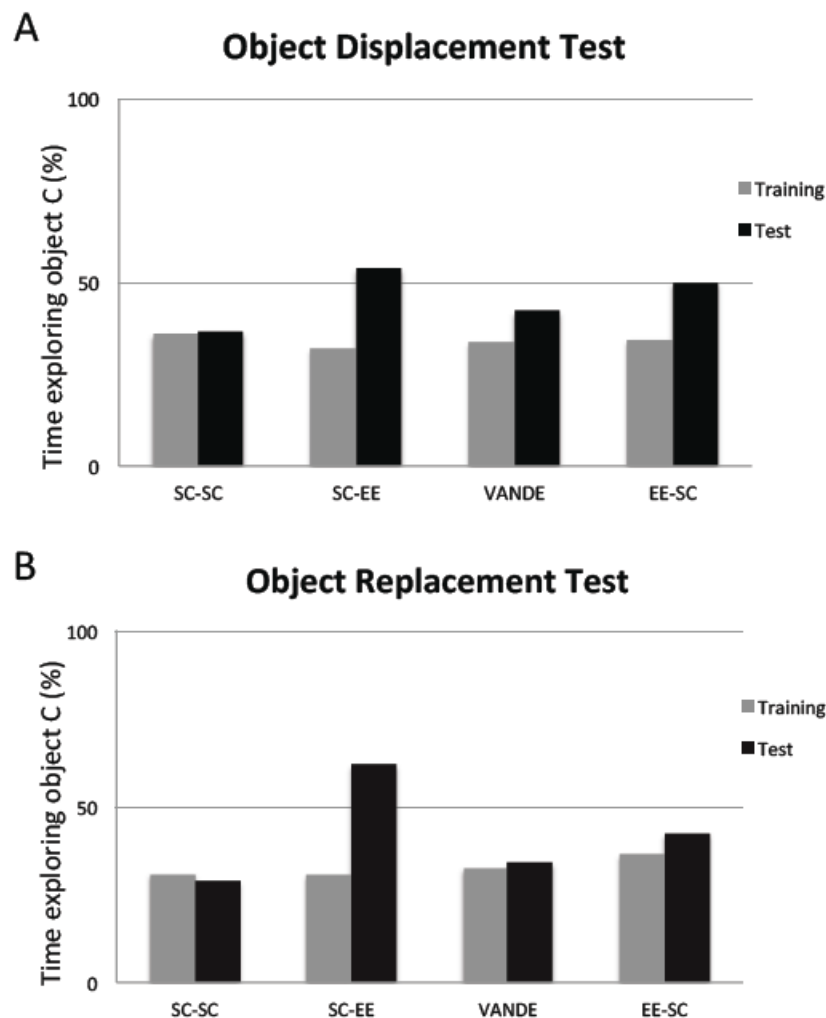 A
Object Displacement Test
Time exploring object C (%)
100
50
0
Training
Test
SC-SC SC-EE VANDE EE-SC
B
Object Replacement Test
Time exploring object C (%)
100
50
0
Training
Test
SC-SC SC-EE VANDE EE-SC